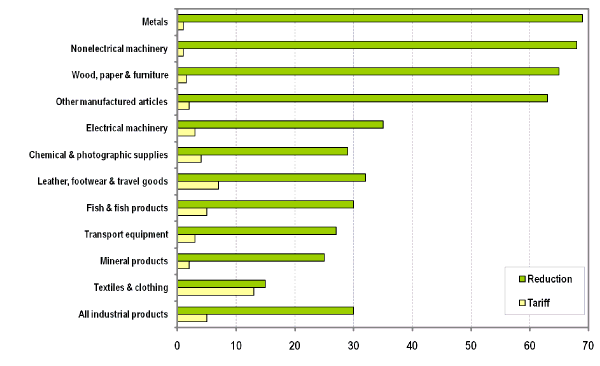 Metals
Nonelectrical machinery
Wood, paper & furniture
Other manufactured articles
Electrical machinery
Chemical & photographic supplies
Leather, footwear & travel goods
Fish & fish products
Transport equipment
Mineral products
Textiles & clothing
All industrial products
Reduction
Tariff
0 10 20 30 40 50 60 70